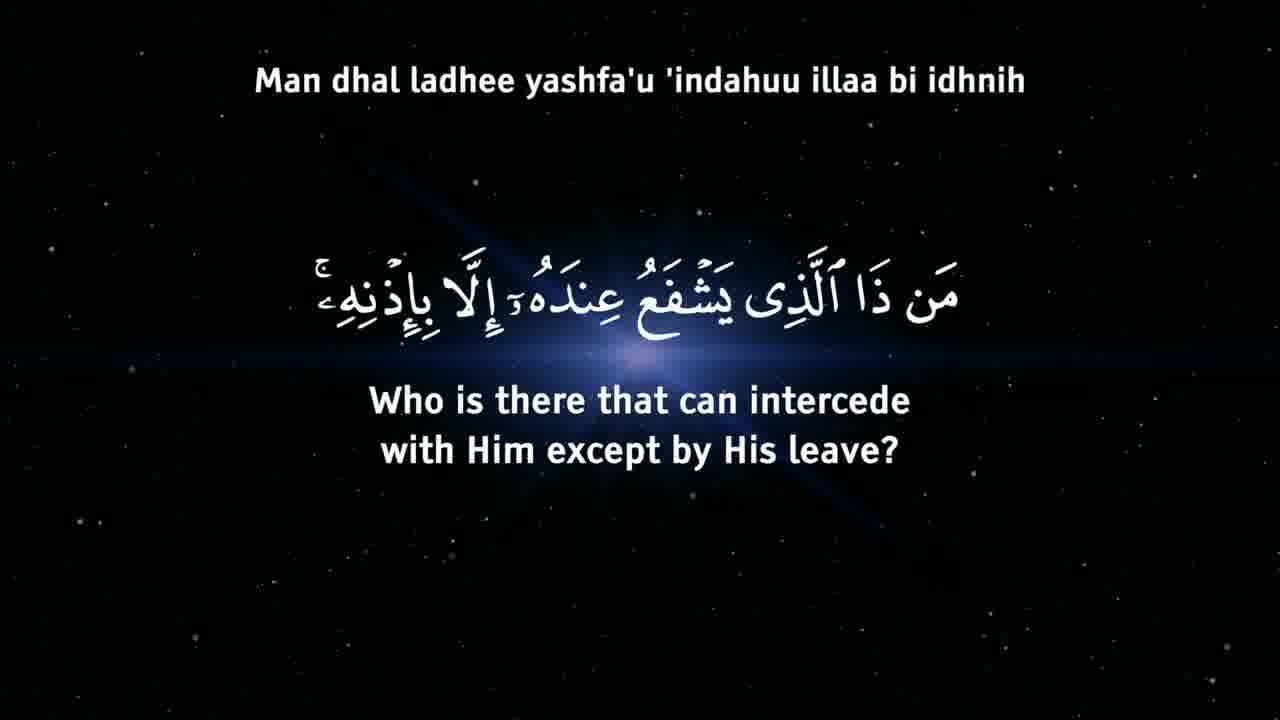 Man dhal ladhee yashfa'u 'indahuu illaa bi idhnih
مَن ذَا ٱلَّذِى يَشْفَعُ عِندَهُۥٓ إِلَّا بِإِذْنِهِۦ ۚ
Who is there that can intercede
with Him except by His leave?